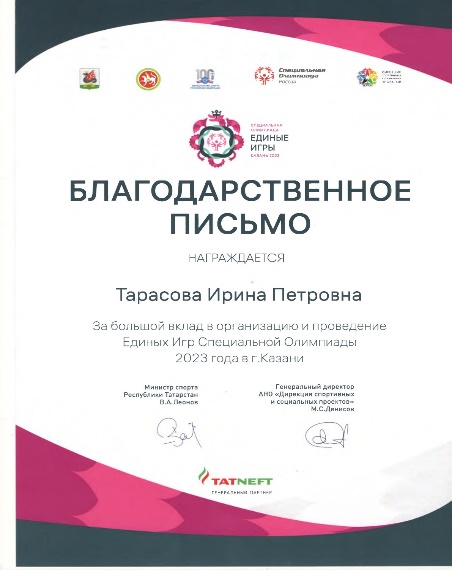 100
Специальная
Олимпиада
Россия
СПЕЦИАЛЬНАЯ
ОЛИМПИАДА
ЕДИНЫЕ
ИГРЫ
КАЗАНЬ 2023
БЛАГОДАРСТВЕННОЕ
ПИСЬМО
НАГРАЖДАЕТСЯ
Тарасова Ирина Петровна
За большой вклад в организацию и проведение
Единых Игр Специальной Олимпиады
2023 года в г.Казани
Министр спорта
Республики Татарстан
В.А.Леонов
Генеральный директор
АНО «Дирекция спортивных
и социальных проектов»
М.С.Денисов
TATNEFT
ГЕНЕРАЛЬНЫЙ ПАРТНЕР